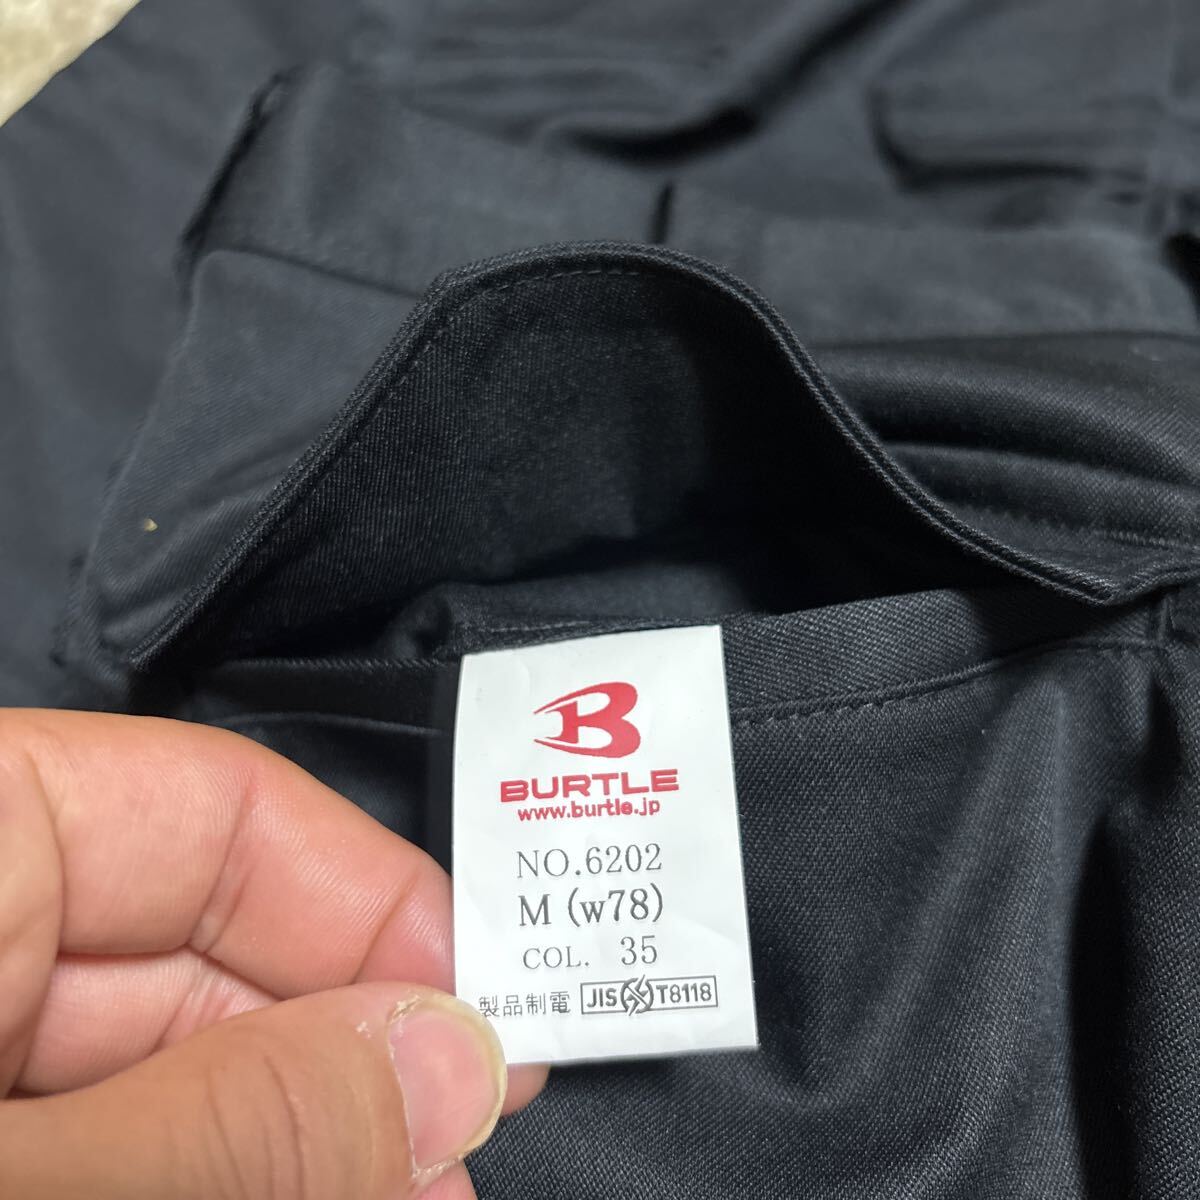 B
BURTLE
www.burtle.jp
NO.6202
M (w78)
COL. 35
製品制電 JIS T8118